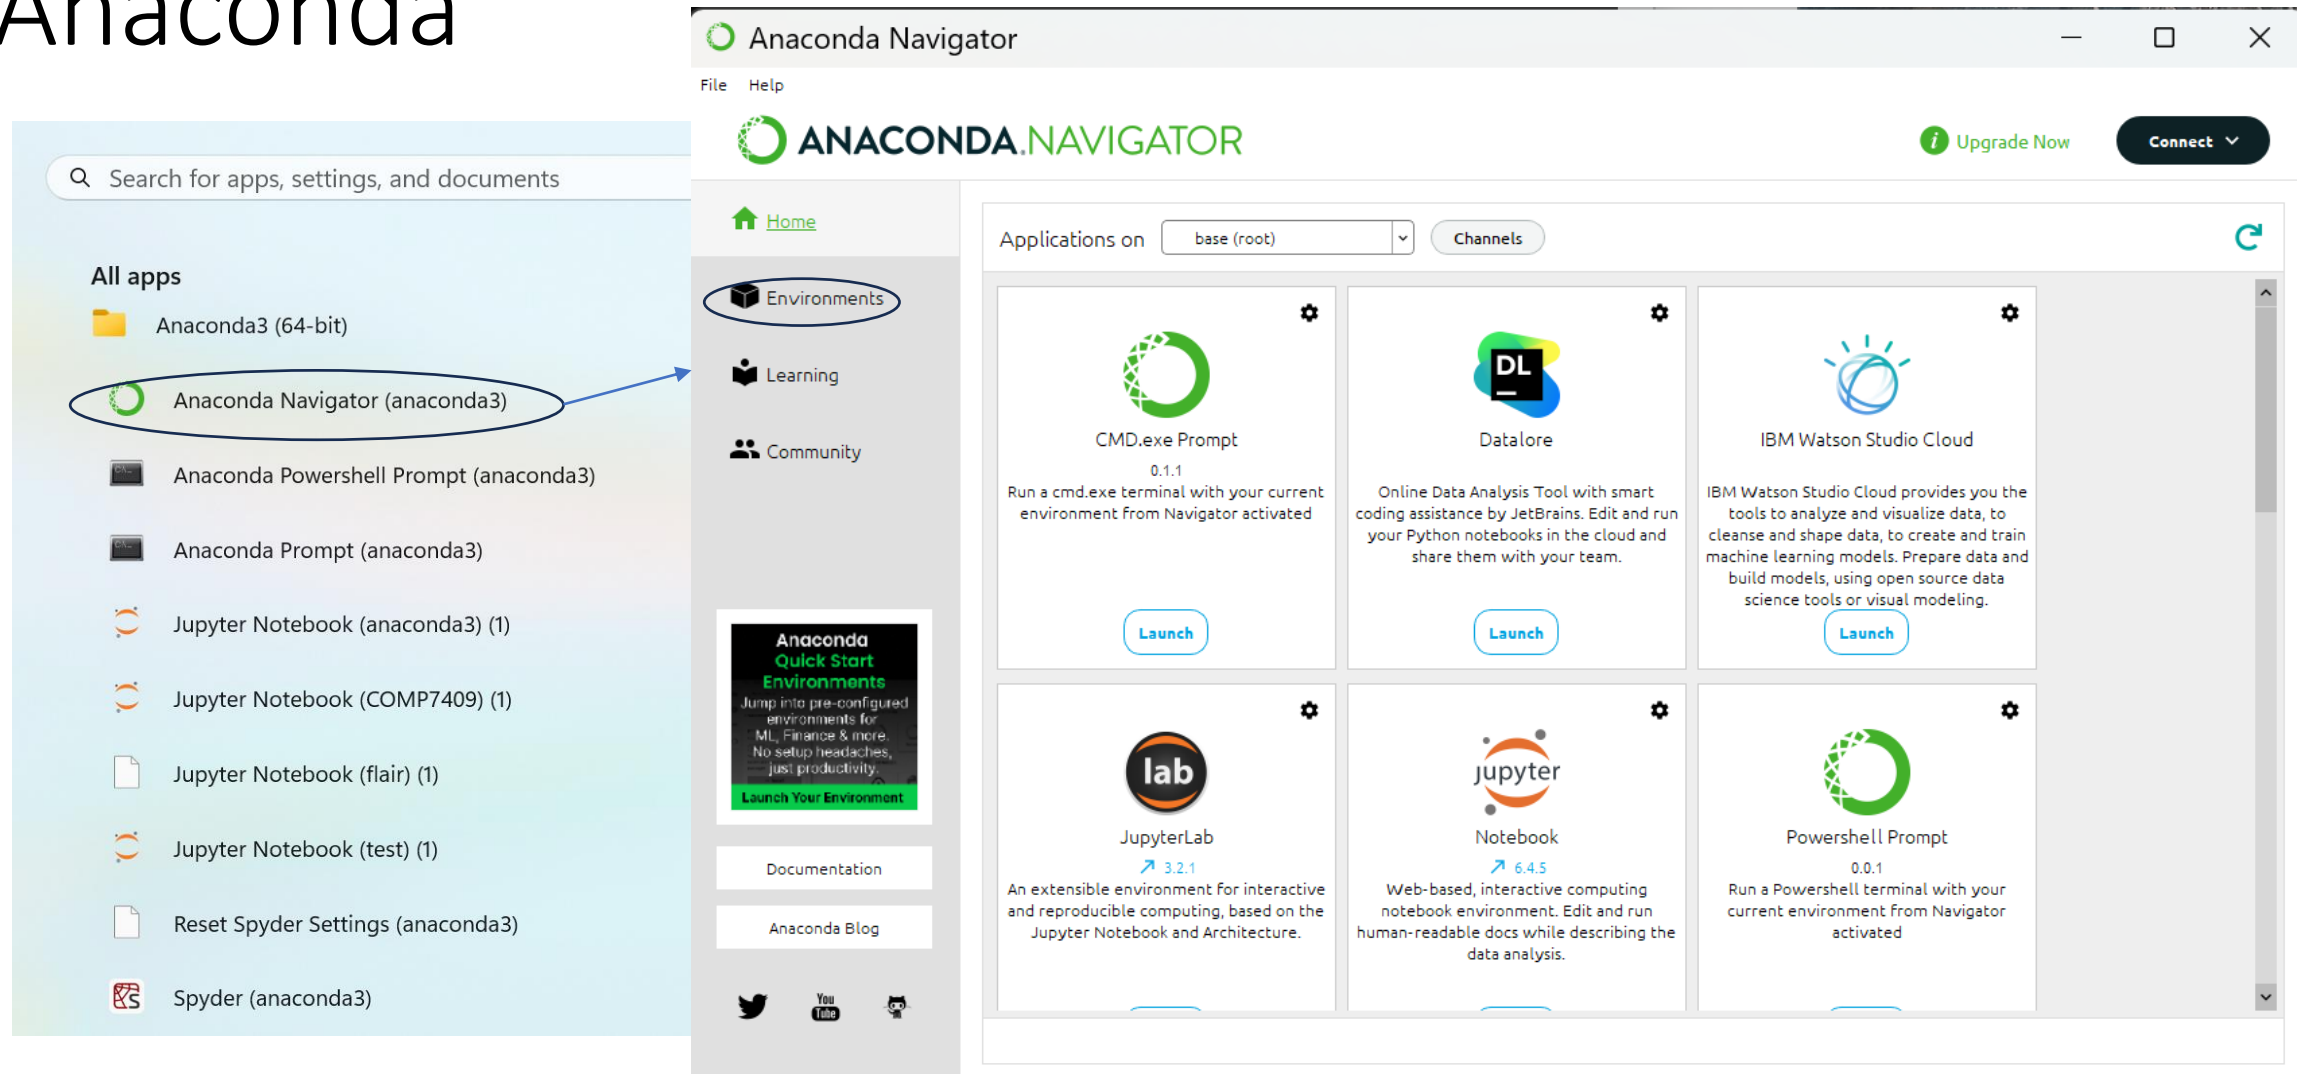 Anaconda
Search for apps, settings, and documents
All apps
Anaconda3 (64-bit)
Anaconda Navigator (anaconda3)
Anaconda Powershell Prompt (anaconda3)
Anaconda Prompt (anaconda3)
Jupyter Notebook (anaconda3) (1)
Jupyter Notebook (COMP7409) (1)
Jupyter Notebook (flair) (1)
Jupyter Notebook (test) (1)
Reset Spyder Settings (anaconda3)
Spyder (anaconda3)
Anaconda Navigator
File Help
ANACONDA.NAVIGATOR
Upgrade Now
Connect
Home
Environments
Learning
Community
Anaconda
Quick Start
Environments
Jump into pre-configured
environments for
ML, Finance & more.
No setup headaches,
just productivity.
Launch Your Environment
Documentation
Anaconda Blog
You
Tube
Applications on base (root) Channels
CMD.exe Prompt
0.1.1
Run a cmd.exe terminal with your current
environment from Navigator activated
Launch
DL
Datalore
Online Data Analysis Tool with smart
coding assistance by JetBrains. Edit and run
your Python notebooks in the cloud and
share them with your team.
Launch
IBM Watson Studio Cloud
IBM Watson Studio Cloud provides you the
tools to analyze and visualize data, to
cleanse and shape data, to create and train
machine learning models. Prepare data and
build models, using open source data
science tools or visual modeling.
Launch
lab
JupyterLab
3.2.1
An extensible environment for interactive
and reproducible computing, based on the
Jupyter Notebook and Architecture.
jupyter
Notebook
6.4.5
Web-based, interactive computing
notebook environment. Edit and run
human-readable docs while describing the
data analysis.
Powershell Prompt
0.0.1
Run a Powershell terminal with your
current environment from Navigator
activated